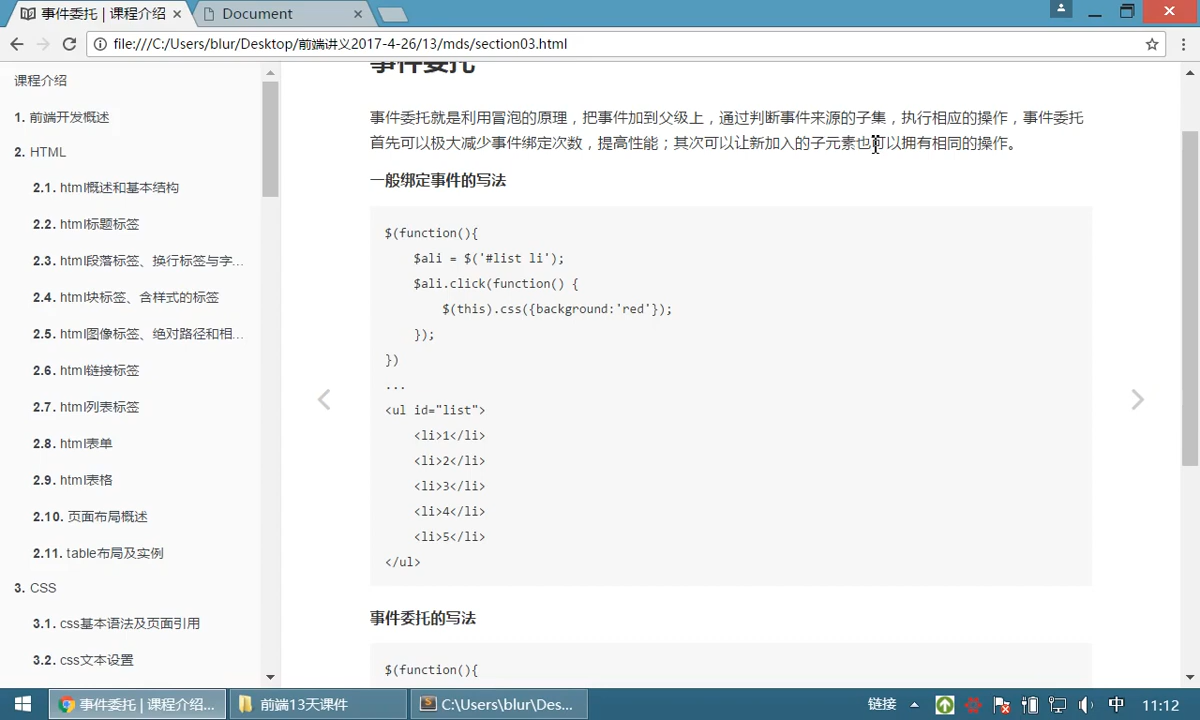 事件委托 | 课程介绍
Document
file:///C:/Users/blur/Desktop/前端讲义2017-4-26/13/mds/section03.html
课程介绍
1. 前端开发概述
2. HTML
2.1. html概述和基本结构
2.2. html标题标签
2.3. html段落标签、换行标签与字...
2.4. html块标签、含样式的标签
2.5. html图像标签、绝对路径和相...
2.6. html链接标签
2.7. html列表标签
2.8. html表单
2.9. html表格
2.10. 页面布局概述
2.11. table布局及实例
3. CSS
3.1. css基本语法及页面引用
3.2. css文本设置
事件委托
事件委托就是利用冒泡的原理，把事件加到父级上，通过判断事件来源的子集，执行相应的操作，事件委托
首先可以极大减少事件绑定次数，提高性能；其次可以让新加入的子元素也可以拥有相同的操作。
一般绑定事件的写法
$(function(){
    $ali = $('#list li');
    $ali.click(function() {
        $(this).css({background:'red'});
    });
})
...
<ul id="list">
    <li>1</li>
    <li>2</li>
    <li>3</li>
    <li>4</li>
    <li>5</li>
</ul>
事件委托的写法
$(function(){
事件委托 | 课程介绍...
前端13天课件
C:\Users\blur\Des...
链接
中
11:12